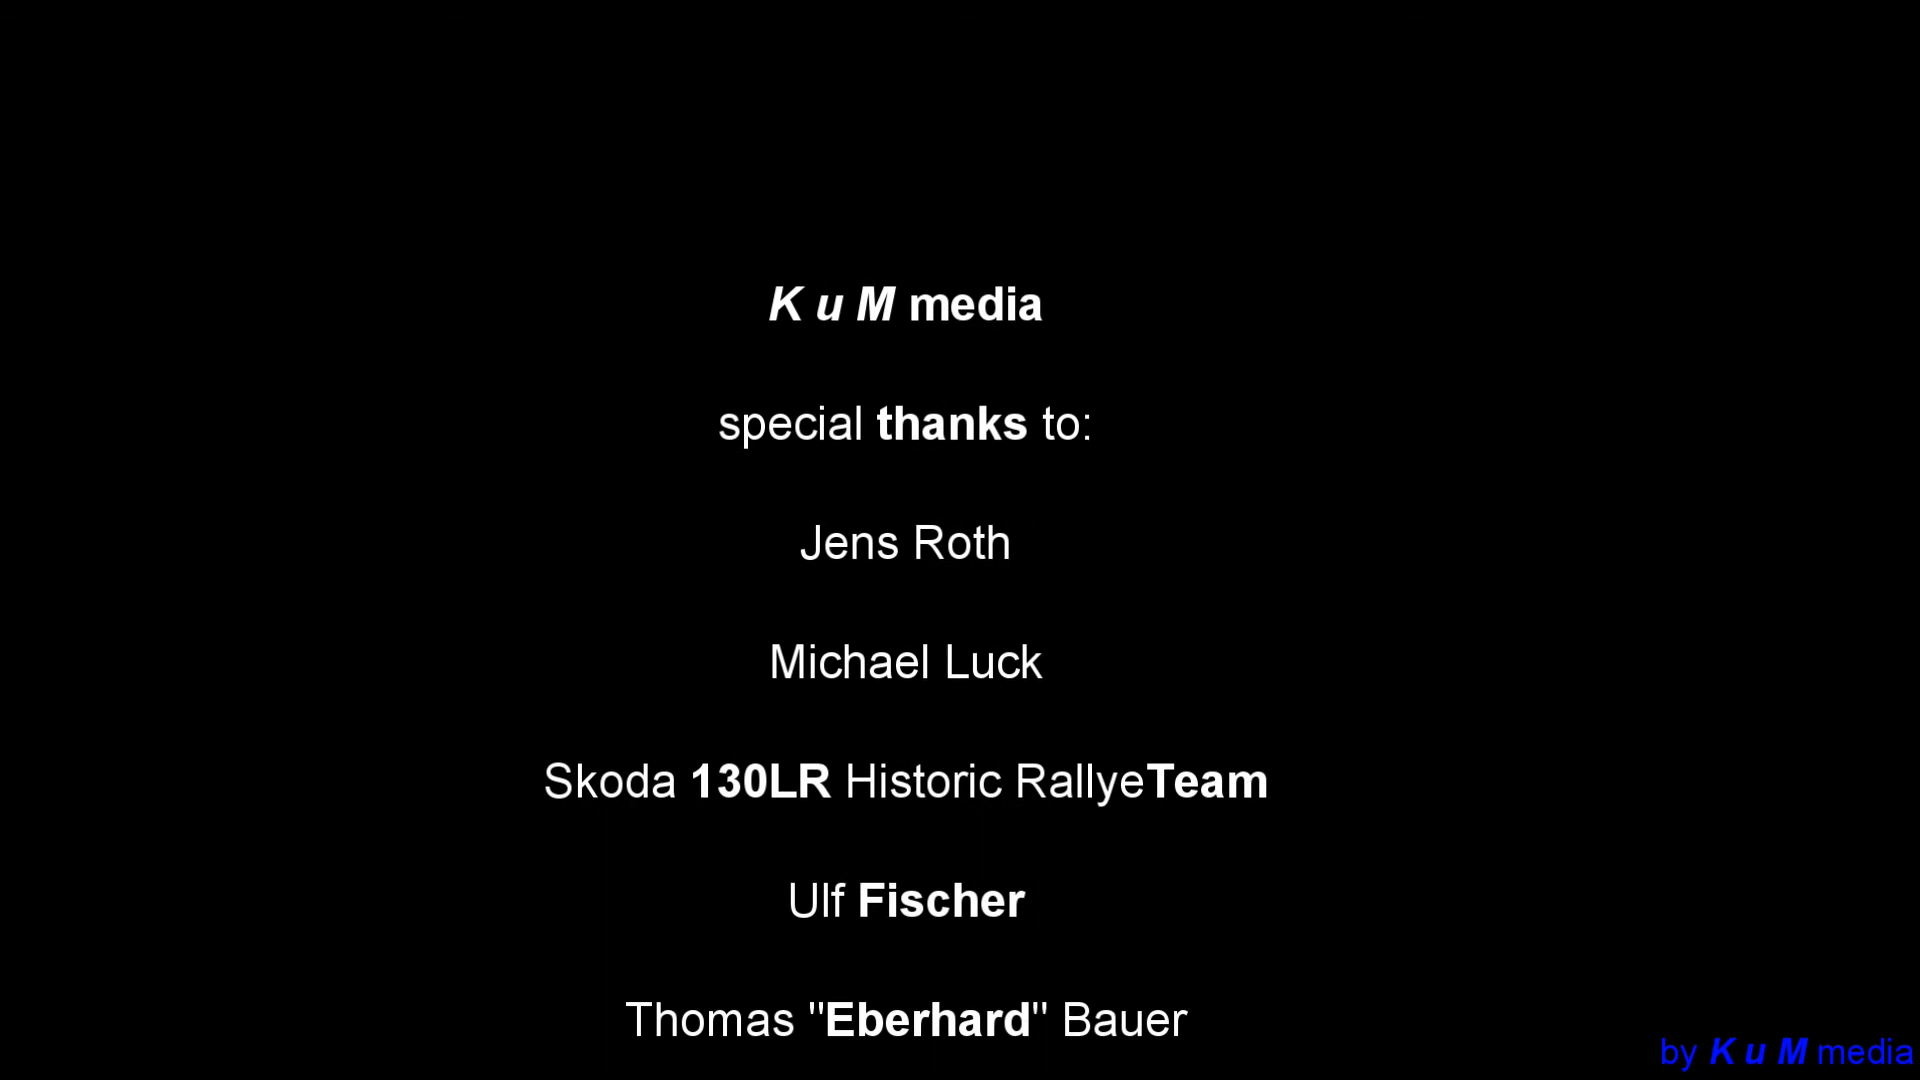 K u M media
special thanks to:
Jens Roth
Michael Luck
Skoda 130LR Historic RallyeTeam
Ulf Fischer
Thomas "Eberhard" Bauer
by K u M media